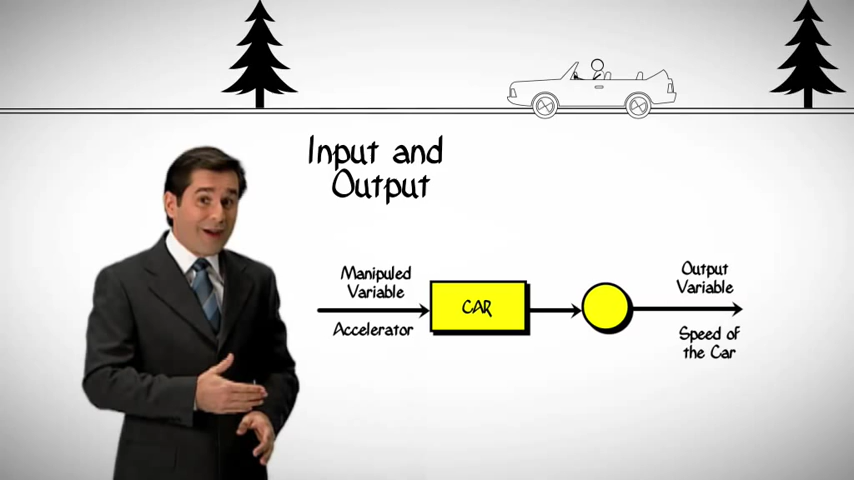 Input and
Output
Manipuled
Variable
Accelerator
CAR
Output
Variable
Speed of
the Car